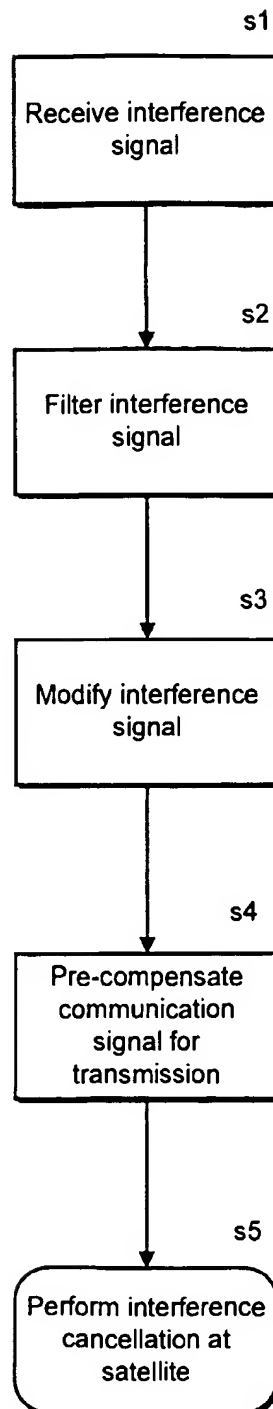 s1
Receive interference
signal
s2
Filter interference
signal
s3
Modify interference
signal
s4
Pre-compensate
communication
signal for
transmission
s5
Perform interference
cancellation at
satellite